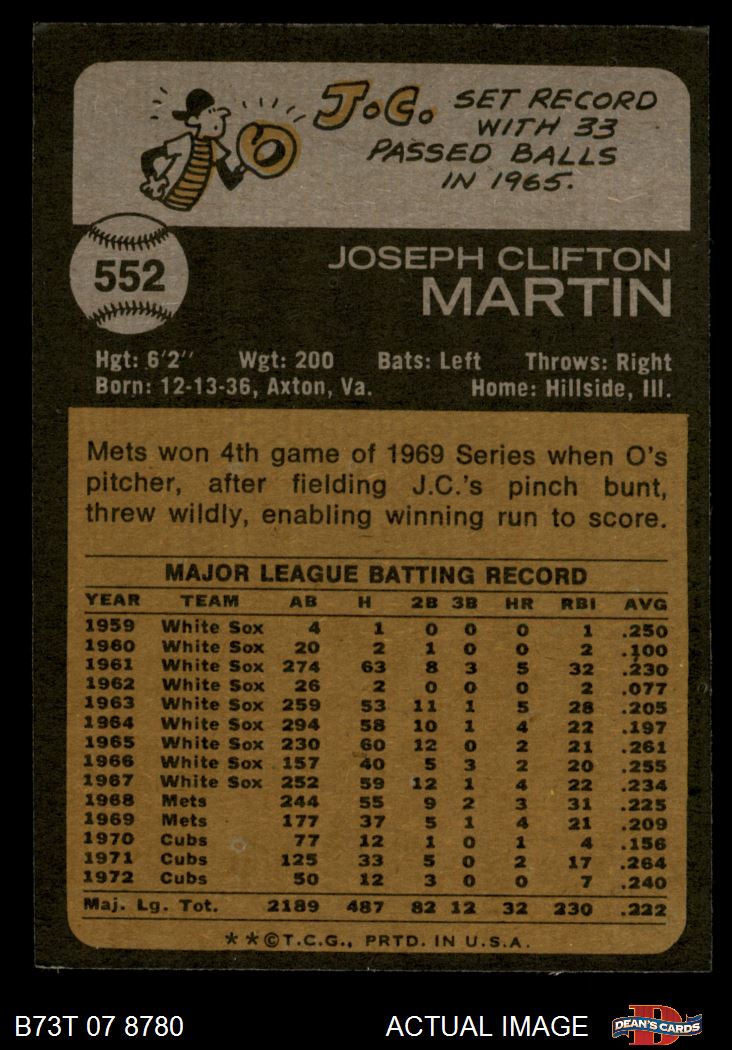 J.C. SET RECORD
WITH 33
PASSED BALLS
IN 1965.
552
JOSEPH CLIFTON
MARTIN
Hgt: 6'2" Wgt: 200 Bats: Left Throws: Right
Born: 12-13-36, Axton, Va. Home: Hillside, Ill.
Mets won 4th game of 1969 Series when O's
pitcher, after fielding J.C.'s pinch bunt,
threw wildly, enabling winning run to score.
MAJOR LEAGUE BATTING RECORD
YEAR TEAM AB H 2B 3B HR RBI AVG
1959 White Sox 4 1 0 0 0 1 .250
1960 White Sox 20 2 1 0 0 2 .100
1961 White Sox 274 63 8 3 5 32 .230
1962 White Sox 26 2 0 0 0 2 .077
1963 White Sox 259 53 11 1 5 28 .205
1964 White Sox 294 58 10 1 4 22 .197
1965 White Sox 230 60 12 0 2 21 .261
1966 White Sox 157 40 5 3 2 20 .255
1967 White Sox 252 59 12 1 4 22 .234
1968 Mets 244 55 9 2 3 31 .225
1969 Mets 177 37 5 1 4 21 .209
1970 Cubs 77 12 1 0 1 4 .156
1971 Cubs 125 33 5 0 2 17 .264
1972 Cubs 50 12 3 0 0 7 .240
Maj. Lg. Tot. 2189 487 82 12 32 230 .222
**©T.C.G., PRTD. IN U.S.A.
B73T 07 8780 ACTUAL IMAGE D DEAN'S CARDS